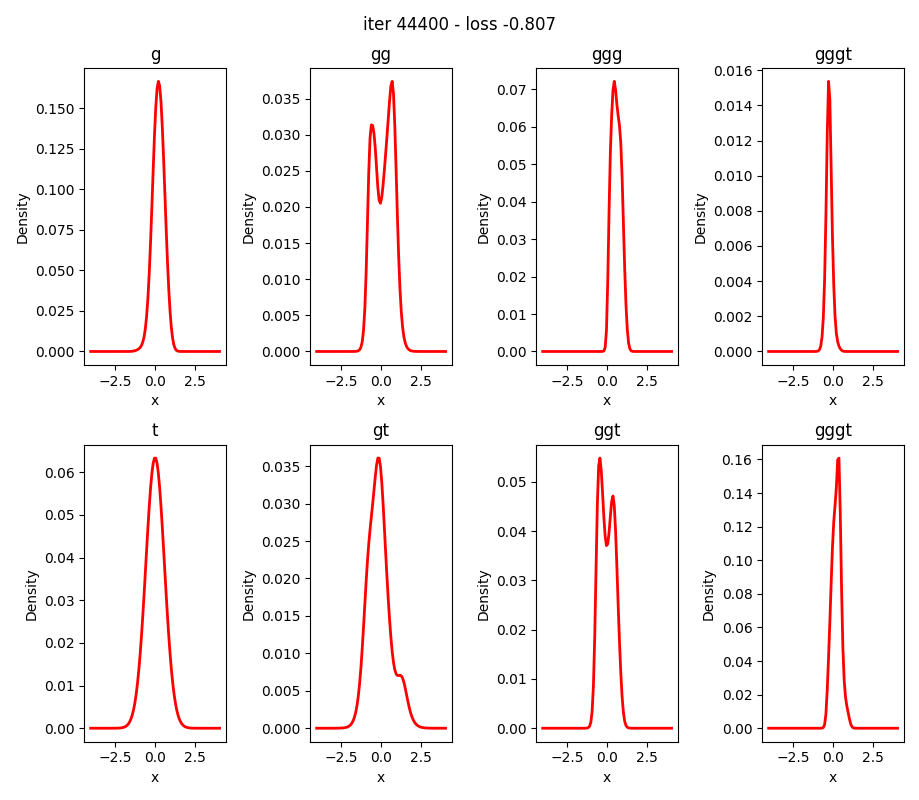 iter 44400 - loss -0.807
g
gg
ggg
gggt
0.150
0.125
0.100
0.075
0.050
0.025
0.000
Density
−2.5 0.0 2.5
x
0.035
0.030
0.025
0.020
0.015
0.010
0.005
0.000
Density
−2.5 0.0 2.5
x
0.07
0.06
0.05
0.04
0.03
0.02
0.01
0.00
Density
−2.5 0.0 2.5
x
0.016
0.014
0.012
0.010
0.008
0.006
0.004
0.002
0.000
Density
−2.5 0.0 2.5
x
t
gt
ggt
gggt
0.06
0.05
0.04
0.03
0.02
0.01
0.00
Density
−2.5 0.0 2.5
x
0.035
0.030
0.025
0.020
0.015
0.010
0.005
0.000
Density
−2.5 0.0 2.5
x
0.05
0.04
0.03
0.02
0.01
0.00
Density
−2.5 0.0 2.5
x
0.16
0.14
0.12
0.10
0.08
0.06
0.04
0.02
0.00
Density
−2.5 0.0 2.5
x